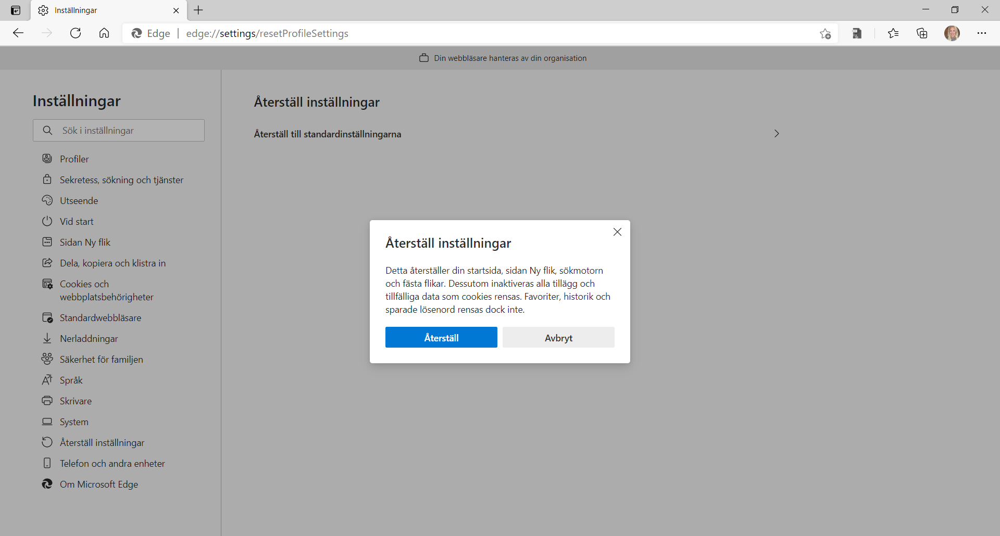 Inställningar
Edge | edge://settings/resetProfileSettings
Din webbläsare hanteras av din organisation
Inställningar
Sök i inställningar
Profiler
Sekretess, sökning och tjänster
Utseende
Vid start
Sidan Ny flik
Dela, kopiera och klistra in
Cookies och
webbplatsbehörigheter
Standardwebbläsare
Nerladdningar
Säkerhet för familjen
Språk
Skrivare
System
Återställ inställningar
Telefon och andra enheter
Om Microsoft Edge
Återställ inställningar
Återställ till standardinställningarna
Återställ inställningar
Detta återställer din startsida, sidan Ny flik, sökmotorn
och fästa flikar. Dessutom inaktiveras alla tillägg och
tillfälliga data som cookies rensas. Favoriter, historik och
sparade lösenord rensas dock inte.
Återställ
Avbryt